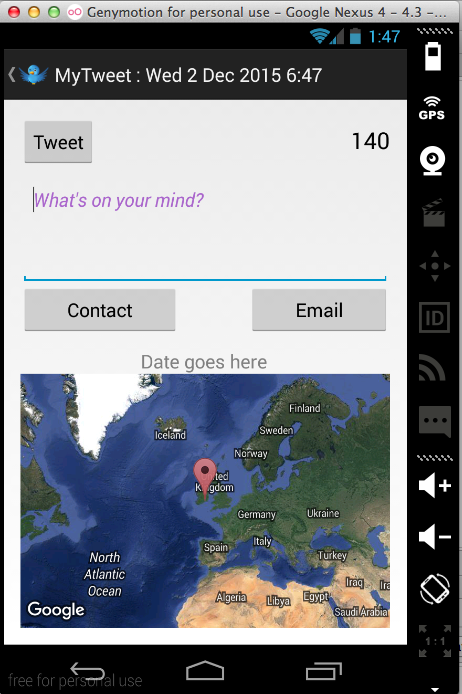 Genymotion for personal use - Google Nexus 4 - 4.3 -...
1:47
MyTweet : Wed 2 Dec 2015 6:47
GPS
Tweet
140
What's on your mind?
Contact
Email
ID
Date goes here
Finland
Iceland
Sweden
Norway
United
Kingdom
Germany
Ukraine
Italy
Spain
Turkey
North
Atlantic
Ocean
Iraq
Algeria
Libya
Egypt
Saudi Arabia
Google
1:1
free for personal use